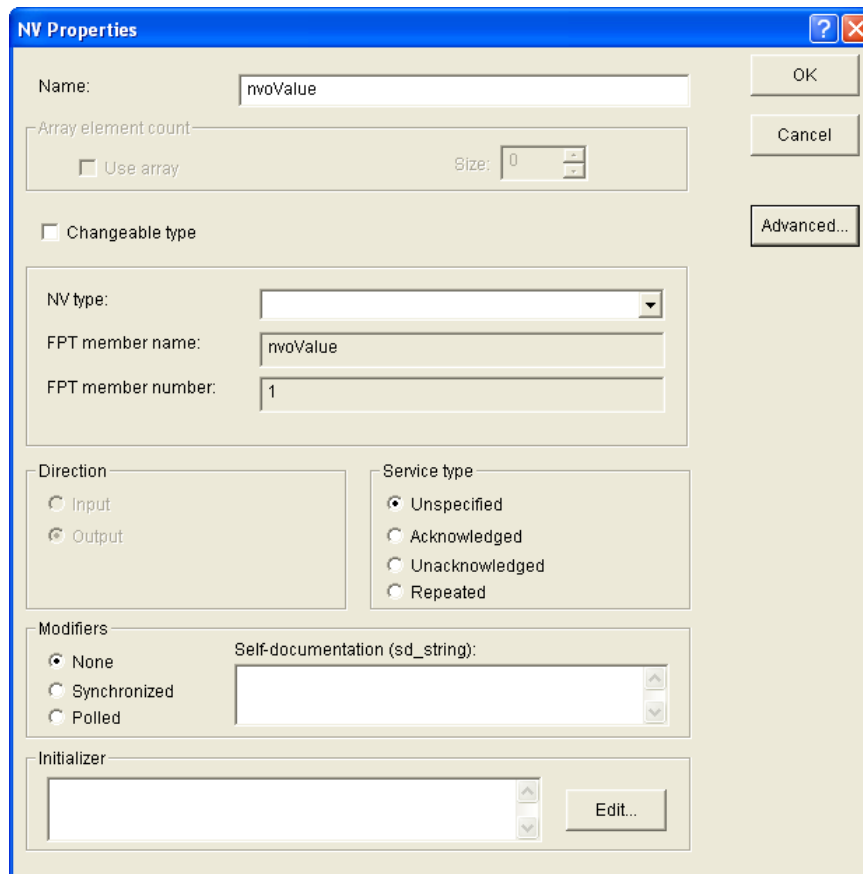 NV Properties
OK
Name: nvoValue
Array element count
Cancel
Use array Size: 0
Advanced...
Changeable type
NV type:
FPT member name: nvoValue
FPT member number: 1
Direction
Input
Output
Service type
Unspecified
Acknowledged
Unacknowledged
Repeated
Modifiers
None
Synchronized
Polled
Self-documentation (sd_string):
Initializer
Edit...